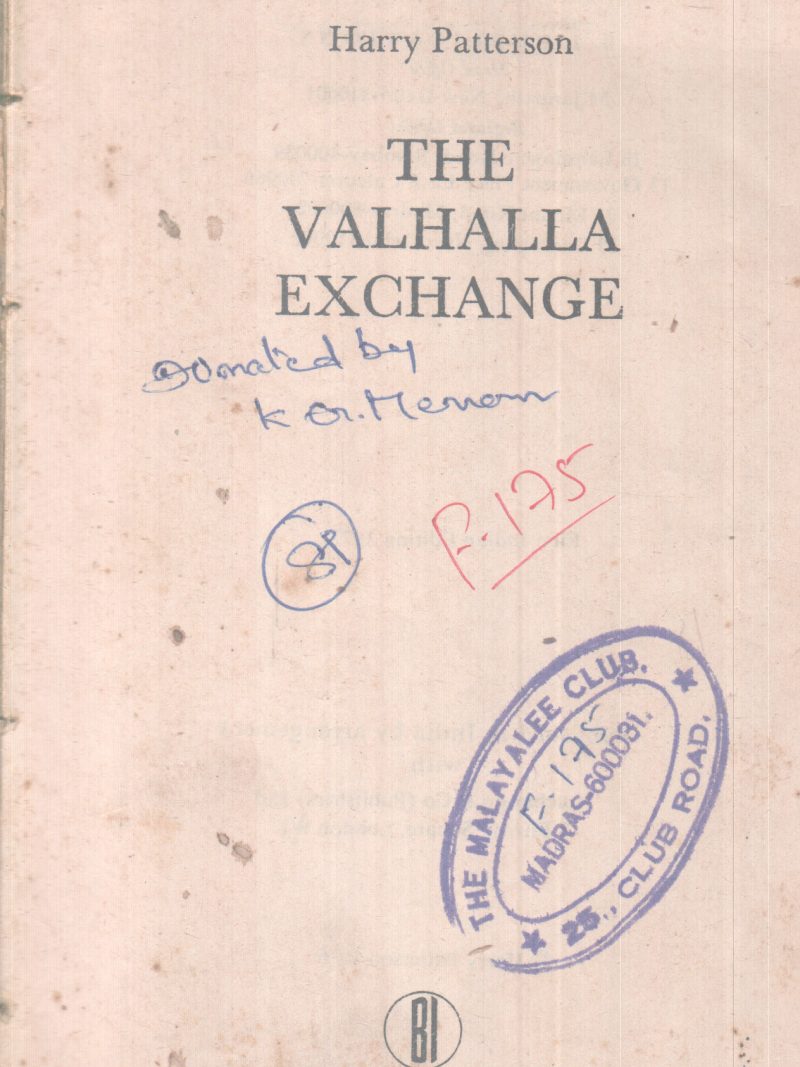 Harry Patterson
THE
VALHALLA
EXCHANGE
Donated by
K G. Menon
F. 175
THE MALAYALEE CLUB.
F. 175
MADRAS-600031.
25., CLUB ROAD,
BI